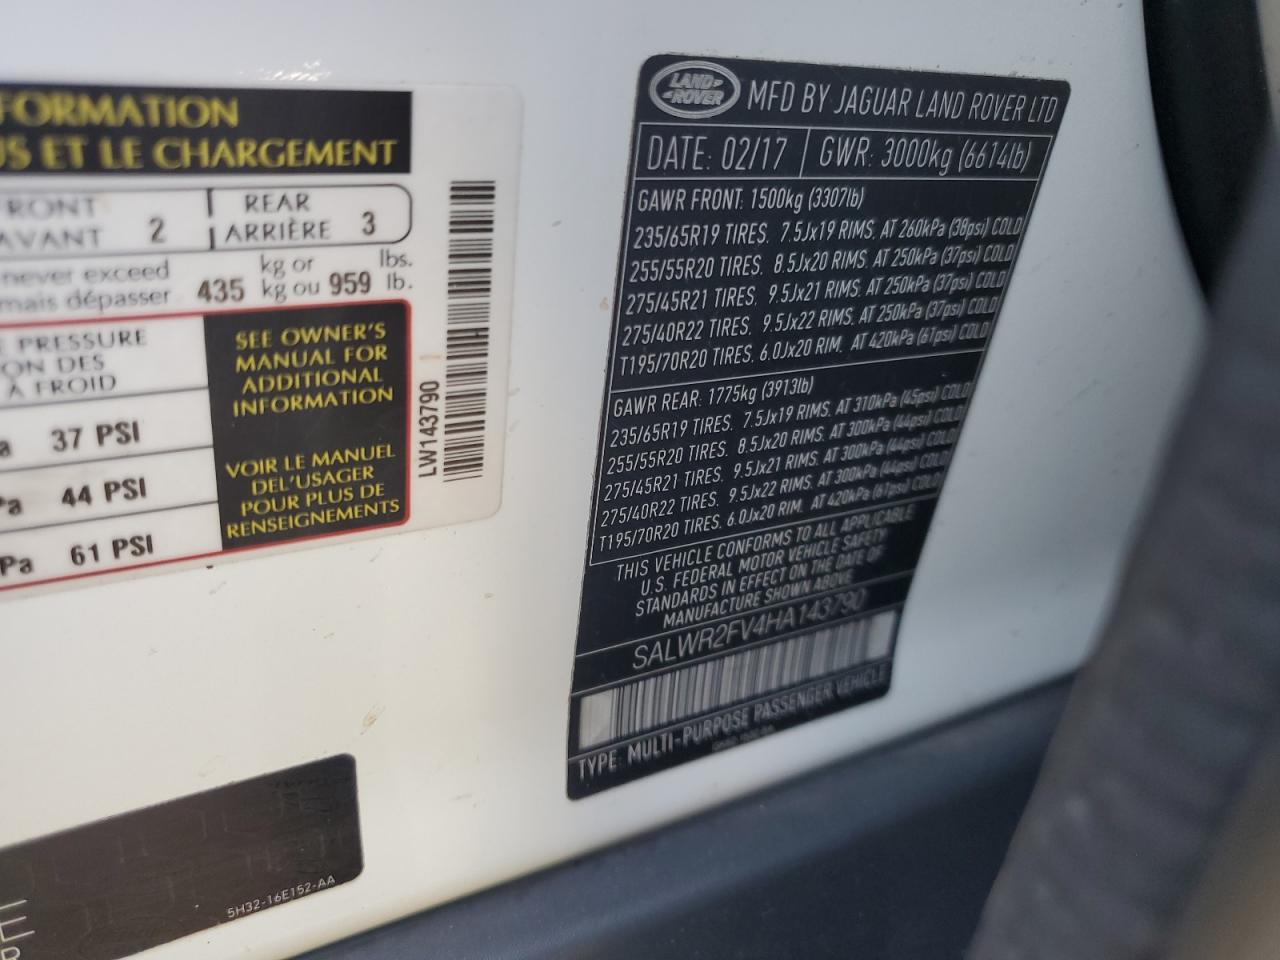 FORMATION
US ET LE CHARGEMENT
FRONT
AVANT 2
REAR
ARRIÈRE 3
never exceed
mais dépasser 435 kg or
kg ou 959 lbs.
lb.
PRESSURE
ON DES
À FROID
37 PSI
Pa 44 PSI
Pa 61 PSI
SEE OWNER'S
MANUAL FOR
ADDITIONAL
INFORMATION
VOIR LE MANUEL
DEL'USAGER
POUR PLUS DE
RENSEIGNEMENTS
LW143790
LAND
ROVER
MFD BY JAGUAR LAND ROVER LTD
DATE: 02/17 GWR: 3000kg (6614lb)
GAWR FRONT: 1500kg (3307lb)
235/65R19 TIRES. 7.5Jx19 RIMS. AT 260kPa (38psi) COLD
255/55R20 TIRES. 8.5Jx20 RIMS. AT 250kPa (37psi) COLD
275/45R21 TIRES. 9.5Jx21 RIMS. AT 250kPa (37psi) COLD
275/40R22 TIRES. 9.5Jx22 RIMS. AT 250kPa (37psi) COLD
T195/70R20 TIRES. 6.0Jx20 RIM. AT 420kPa (61psi) COLD
GAWR REAR: 1775kg (3913lb)
235/65R19 TIRES. 7.5Jx19 RIMS. AT 310kPa (45psi) COLD
255/55R20 TIRES. 8.5Jx20 RIMS. AT 300kPa (44psi) COLD
275/45R21 TIRES. 9.5Jx21 RIMS. AT 300kPa (44psi) COLD
275/40R22 TIRES. 9.5Jx22 RIMS. AT 300kPa (44psi) COLD
T195/70R20 TIRES. 6.0Jx20 RIM. AT 420kPa (61psi) COLD
THIS VEHICLE CONFORMS TO ALL APPLICABLE
U.S. FEDERAL MOTOR VEHICLE SAFETY
STANDARDS IN EFFECT ON THE DATE OF
MANUFACTURE SHOWN ABOVE
SALWR2FV4HA143790
TYPE: MULTI-PURPOSE PASSENGER VEHICLE
5H32-16E152-AA